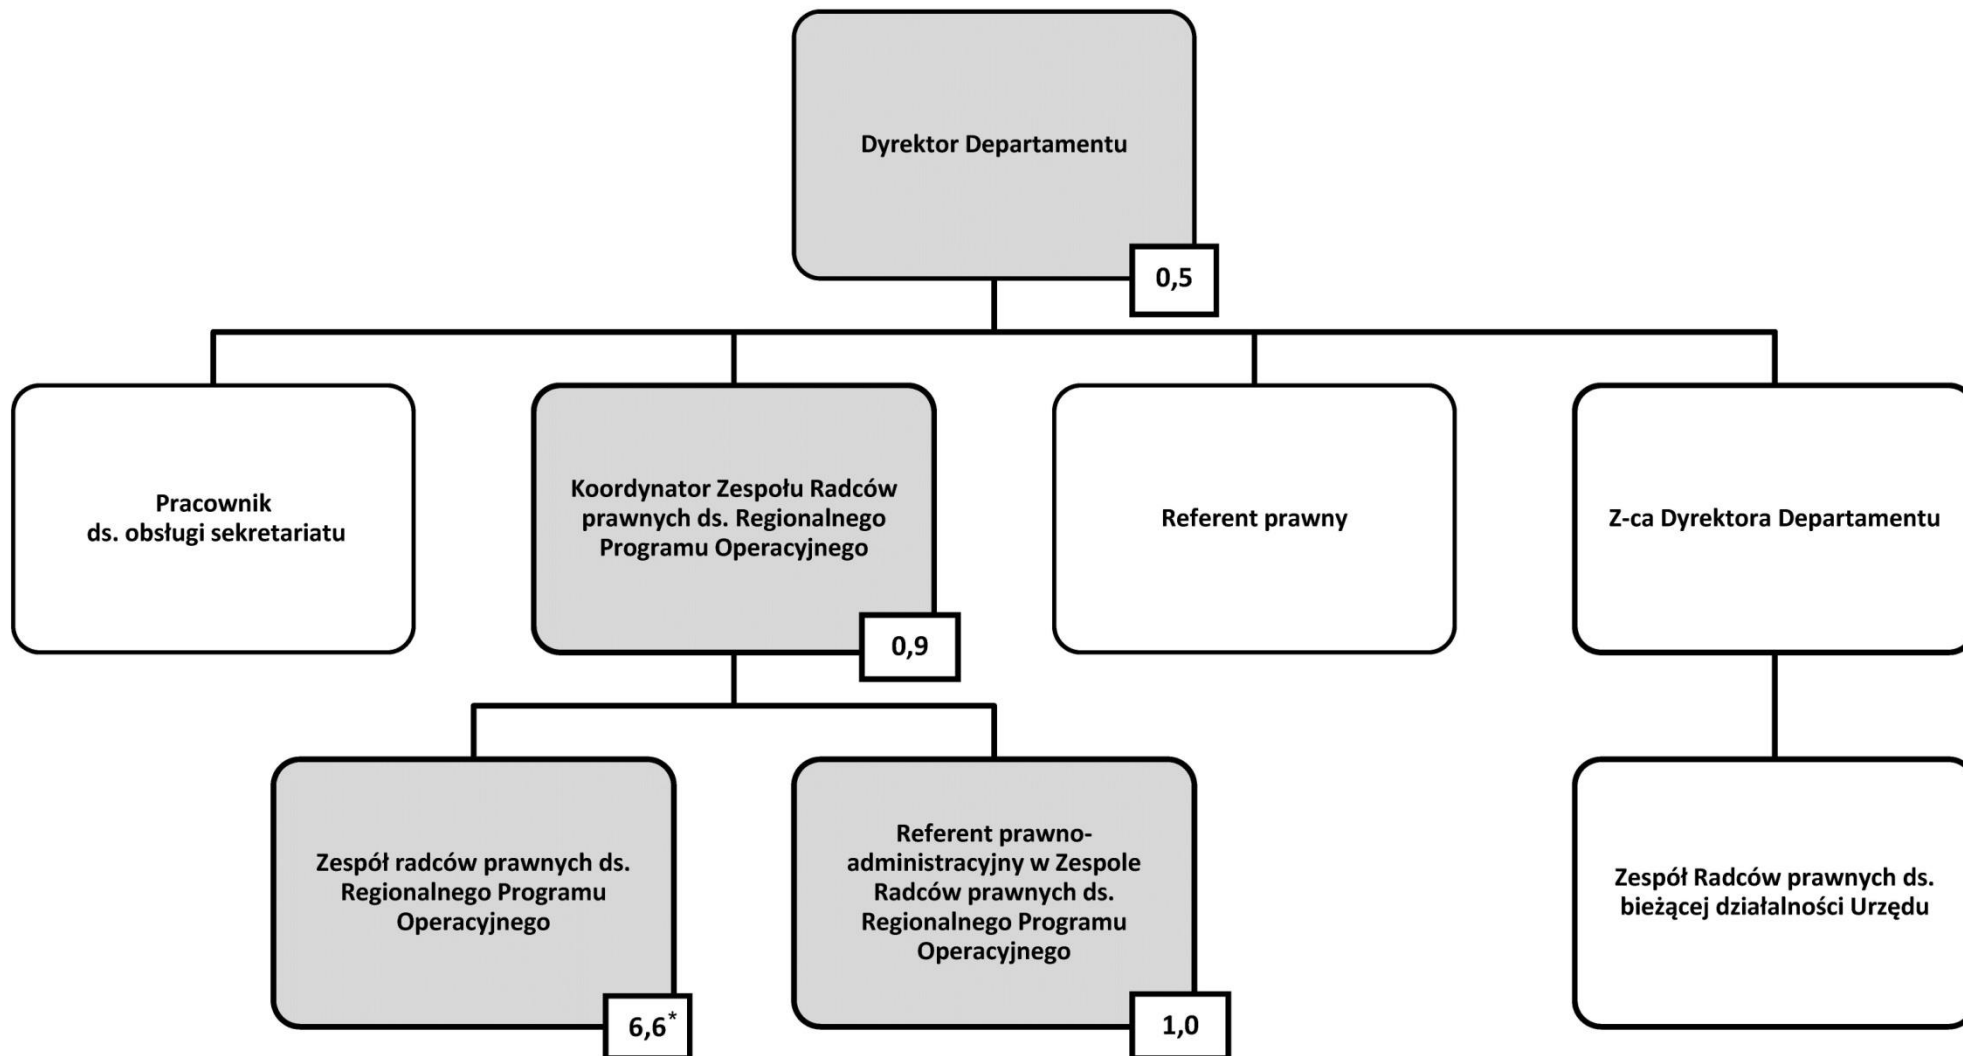 Dyrektor Departamentu
0,5
Pracownik
ds. obsługi sekretariatu
Koordynator Zespołu Radców
prawnych ds. Regionalnego
Programu Operacyjnego
0,9
Referent prawny
Z-ca Dyrektora Departamentu
Zespół radców prawnych ds.
Regionalnego Programu
Operacyjnego
6,6*
Referent prawno-
administracyjny w Zespole
Radców prawnych ds.
Regionalnego Programu
Operacyjnego
1,0
Zespół Radców prawnych ds.
bieżącej działalności Urzędu